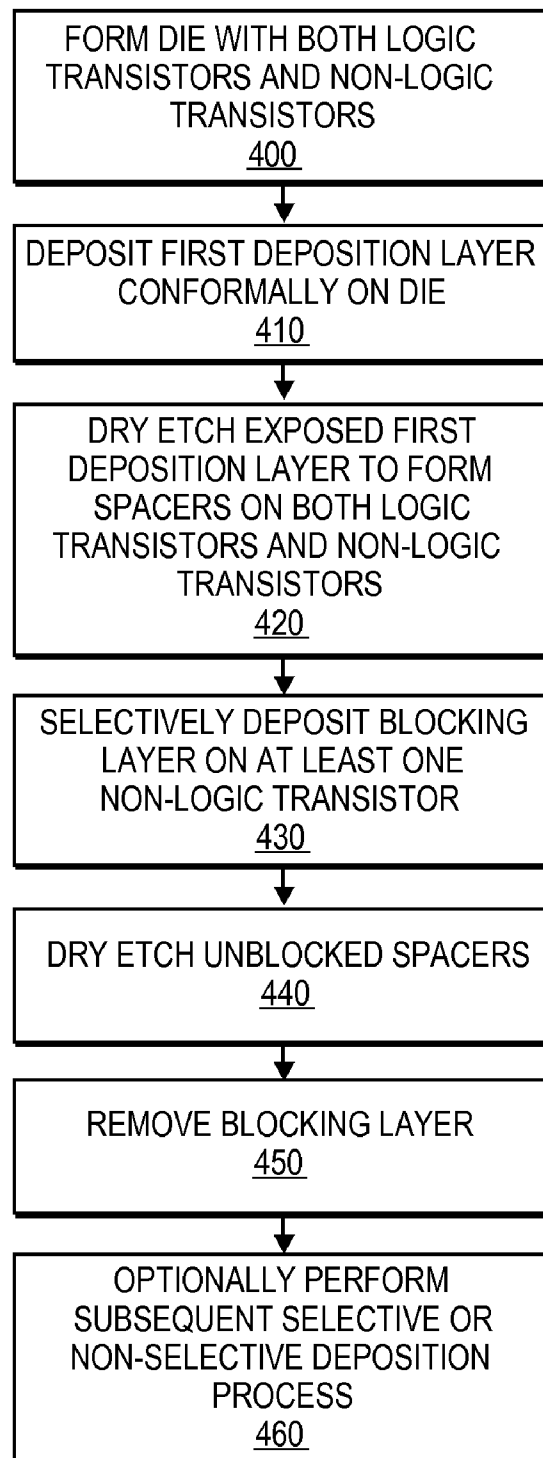 FORM DIE WITH BOTH LOGIC
TRANSISTORS AND NON-LOGIC
TRANSISTORS
400
DEPOSIT FIRST DEPOSITION LAYER
CONFORMALLY ON DIE
410
DRY ETCH EXPOSED FIRST
DEPOSITION LAYER TO FORM
SPACERS ON BOTH LOGIC
TRANSISTORS AND NON-LOGIC
TRANSISTORS
420
SELECTIVELY DEPOSIT BLOCKING
LAYER ON AT LEAST ONE
NON-LOGIC TRANSISTOR
430
DRY ETCH UNBLOCKED SPACERS
440
REMOVE BLOCKING LAYER
450
OPTIONALLY PERFORM
SUBSEQUENT SELECTIVE OR
NON-SELECTIVE DEPOSITION
PROCESS
460